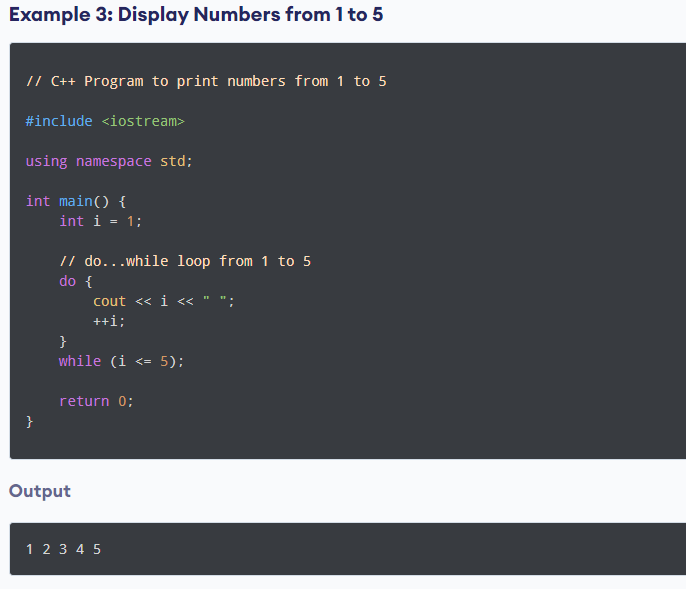 Example 3: Display Numbers from 1 to 5
// C++ Program to print numbers from 1 to 5
#include <iostream>
using namespace std;
int main() {
    int i = 1;
    // do...while loop from 1 to 5
    do {
        cout << i << " ";
        ++i;
    }
    while (i <= 5);
    return 0;
}
Output
1 2 3 4 5